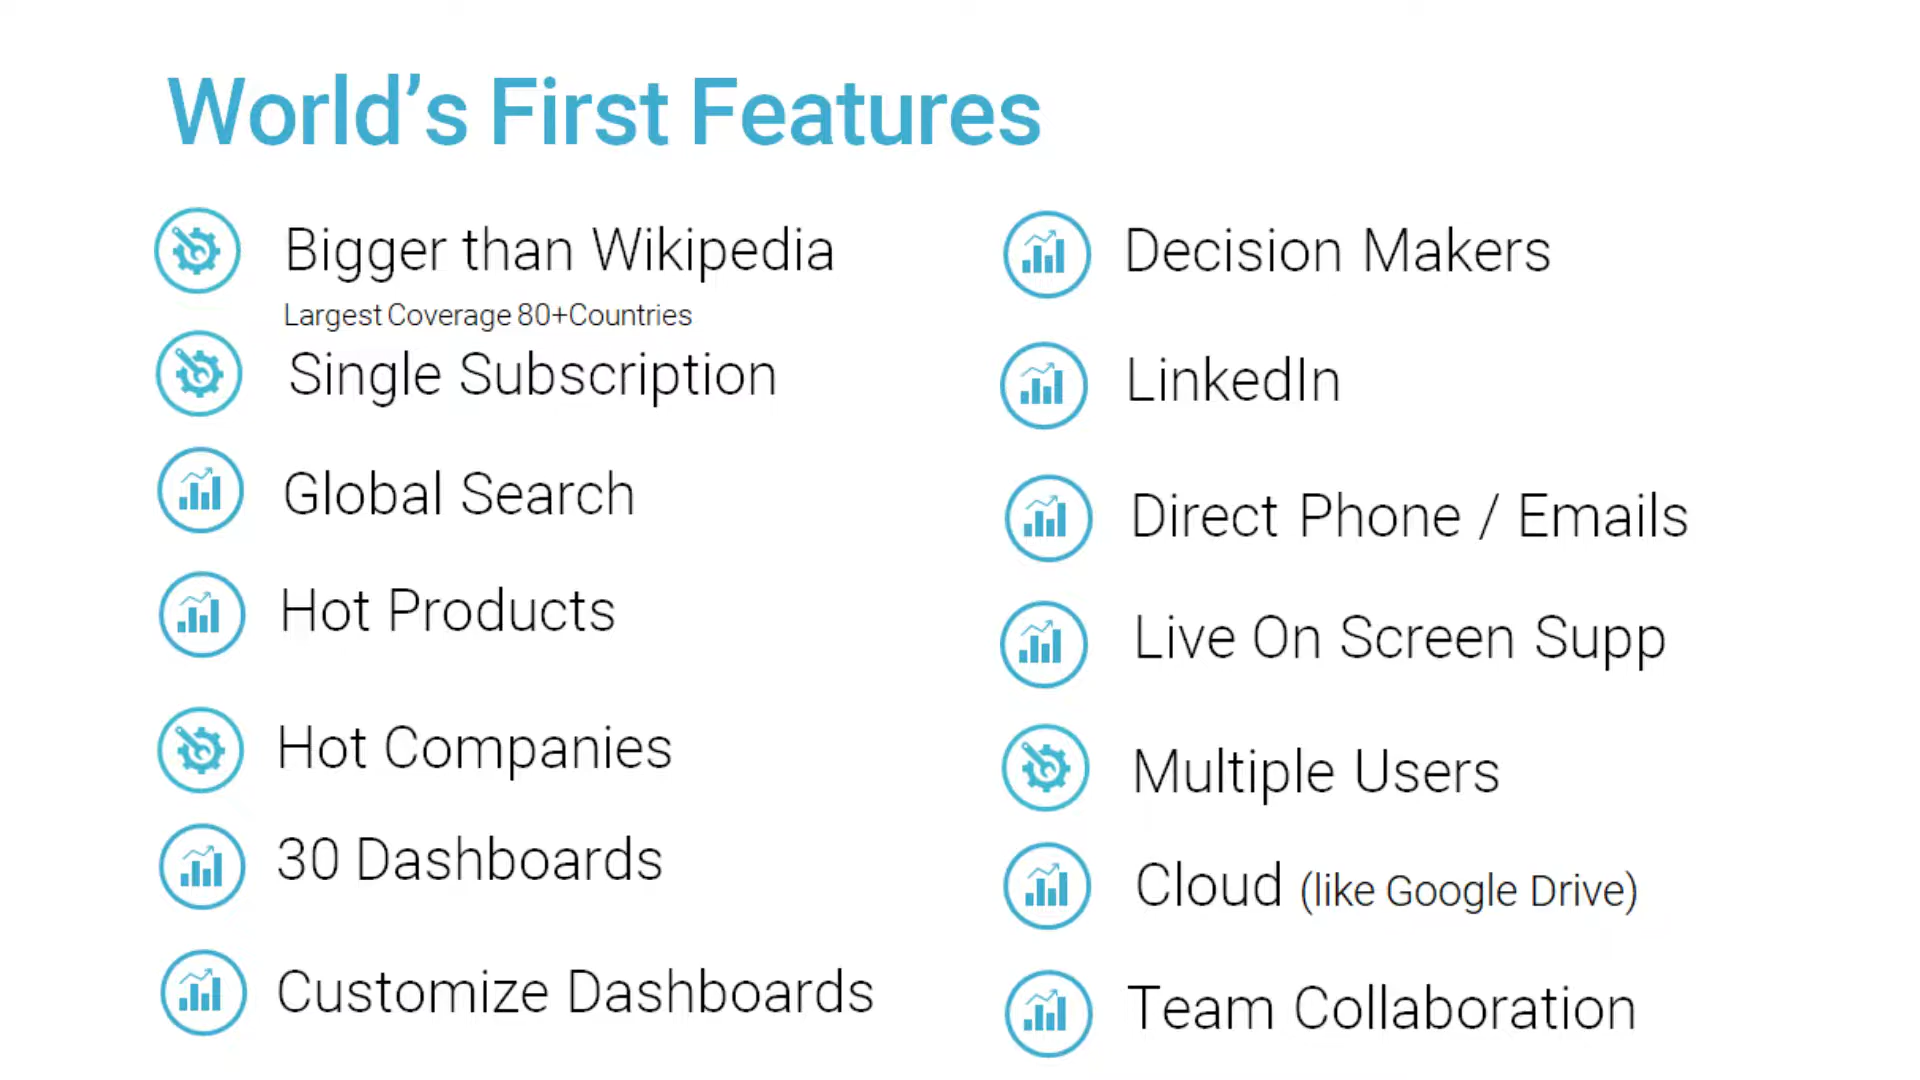 World’s First Features
Bigger than Wikipedia
Largest Coverage 80+Countries
Single Subscription
Global Search
Hot Products
Hot Companies
30 Dashboards
Customize Dashboards
Decision Makers
LinkedIn
Direct Phone / Emails
Live On Screen Supp
Multiple Users
Cloud (like Google Drive)
Team Collaboration